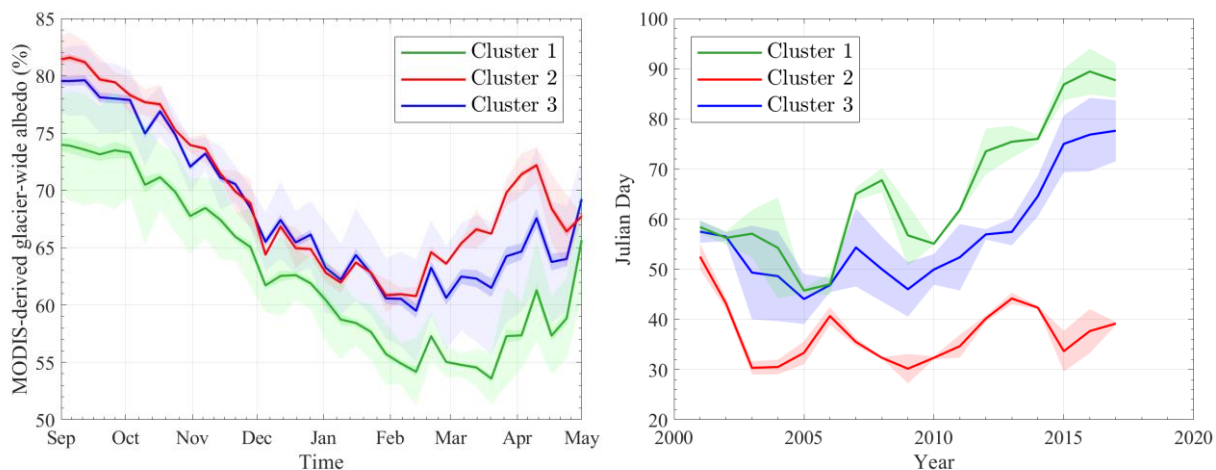 MODIS-derived glacier-wide albedo (%)
85
80
75
70
65
60
55
50
Sep Oct Nov Dec Jan Feb Mar Apr May
Time
Cluster 1
Cluster 2
Cluster 3
Julian Day
100
90
80
70
60
50
40
30
20
2000 2005 2010 2015 2020
Year
Cluster 1
Cluster 2
Cluster 3